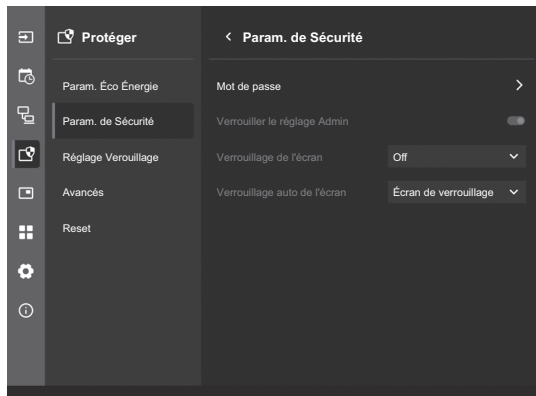 Protéger
Param. Éco Énergie
Param. de Sécurité
Réglage Verouillage
Avancés
Reset
Param. de Sécurité
Mot de passe
Verrouiller le réglage Admin
Verrouillage de l'écran Off
Verrouillage auto de l'écran Écran de verrouillage